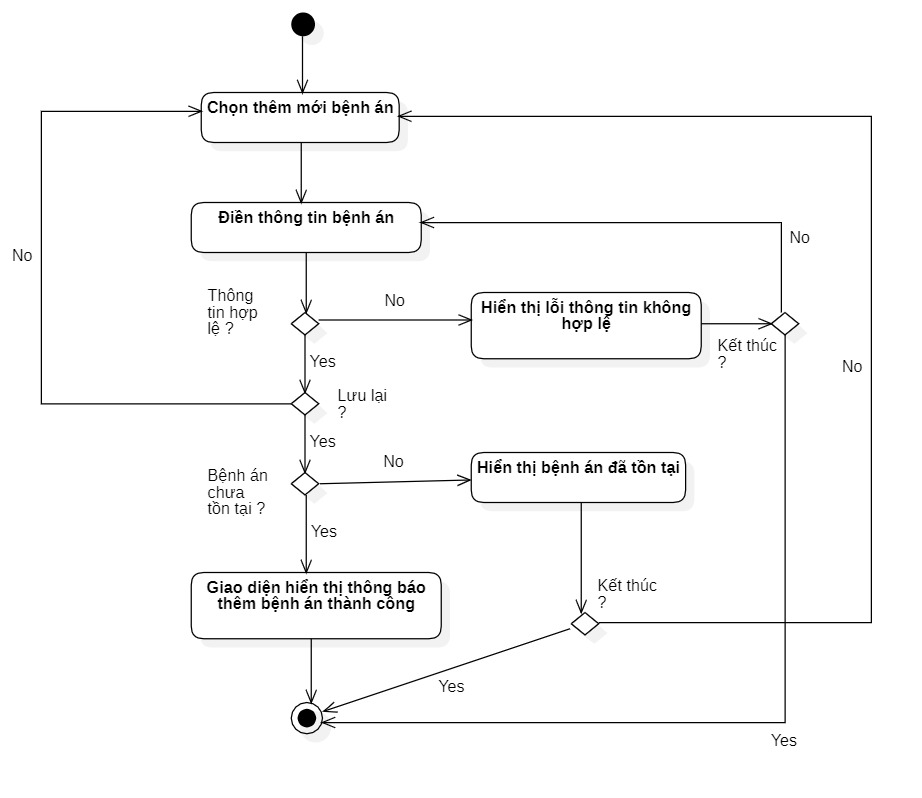 Chọn thêm mới bệnh án
Điền thông tin bệnh án
No
No
Thông
tin hợp
lệ ?
No
Hiển thị lỗi thông tin không
hợp lệ
Kết thúc
?
Yes
No
Lưu lại
?
Yes
Bệnh án
chưa
tồn tại ?
No
Hiển thị bệnh án đã tồn tại
Yes
Giao diện hiển thị thông báo
thêm bệnh án thành công
Kết thúc
?
Yes
Yes